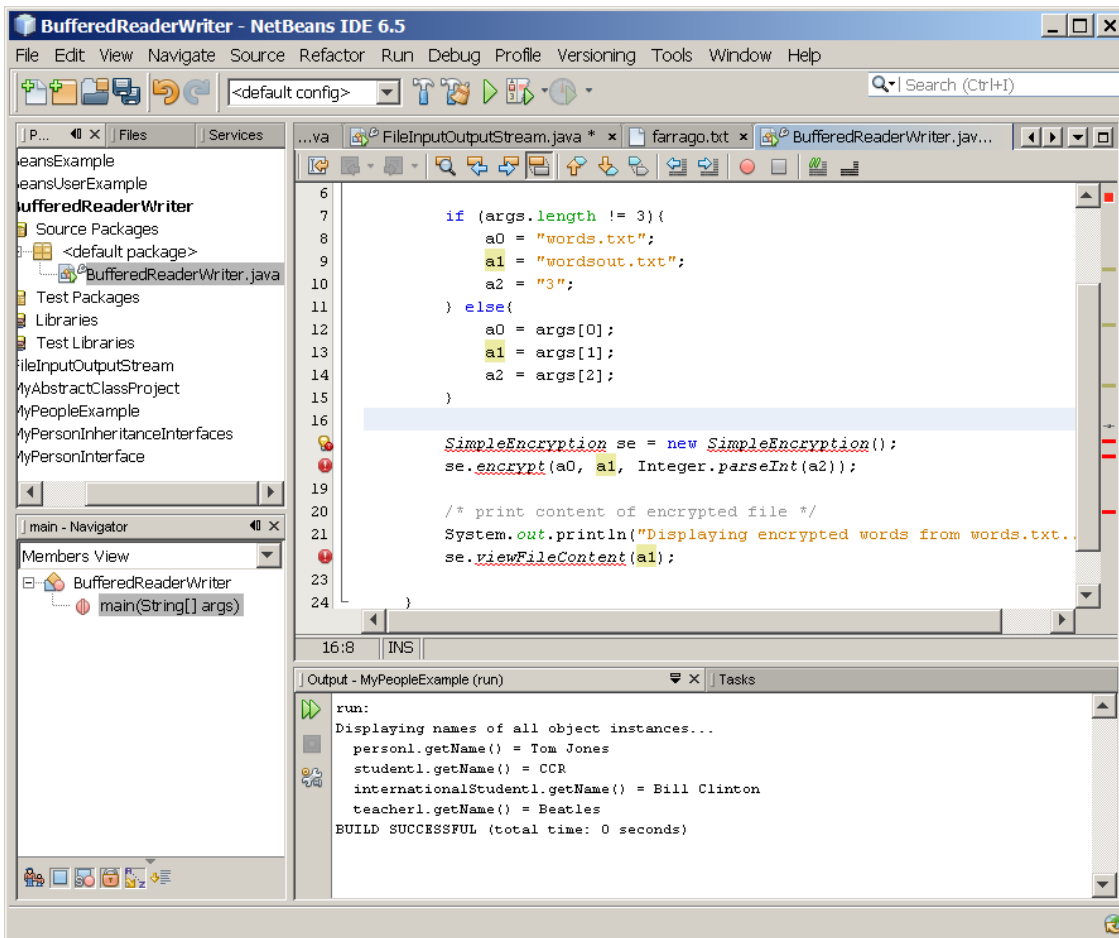 BufferedReaderWriter - NetBeans IDE 6.5
File Edit View Navigate Source Refactor Run Debug Profile Versioning Tools Window Help
<default config>
Search (Ctrl+I)
P... Files Services
eansExample
eansUserExample
BufferedReaderWriter
Source Packages
<default package>
BufferedReaderWriter.java
Test Packages
Libraries
Test Libraries
FileInputOutputStream
MyAbstractClassProject
MyPeopleExample
MyPersonInheritanceInterfaces
MyPersonInterface
main - Navigator
Members View
BufferedReaderWriter
main(String[] args)
...va FileInputOutputStream.java * farrago.txt BufferedReaderWriter.jav...
6
7 if (args.length != 3){
8 a0 = "words.txt";
9 a1 = "wordsout.txt";
10 a2 = "3";
11 } else{
12 a0 = args[0];
13 a1 = args[1];
14 a2 = args[2];
15 }
16
SimpleEncryption se = new SimpleEncryption();
se.encrypt(a0, a1, Integer.parseInt(a2));
19
20 /* print content of encrypted file */
21 System.out.println("Displaying encrypted words from words.txt..
se.viewFileContent(a1);
23
24 }
16:8 INS
Output - MyPeopleExample (run) Tasks
run:
Displaying names of all object instances...
person1.getName() = Tom Jones
student1.getName() = CCR
internationalStudent1.getName() = Bill Clinton
teacher1.getName() = Beatles
BUILD SUCCESSFUL (total time: 0 seconds)